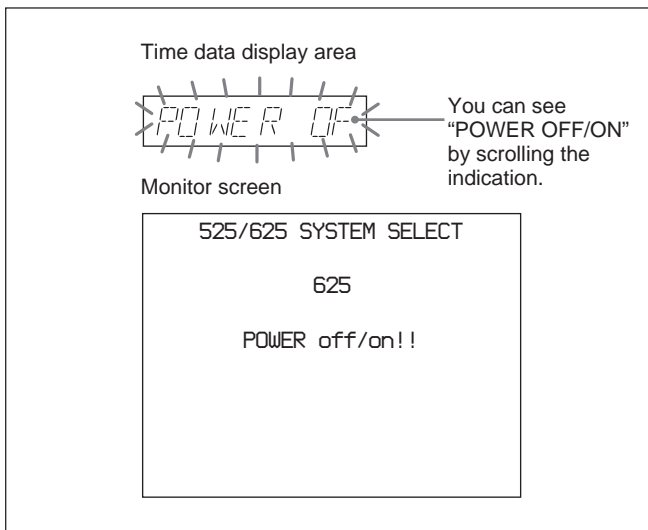 Time data display area
POWER OF
You can see
“POWER OFF/ON”
by scrolling the
indication.
Monitor screen
525/625 SYSTEM SELECT
625
POWER off/on!!